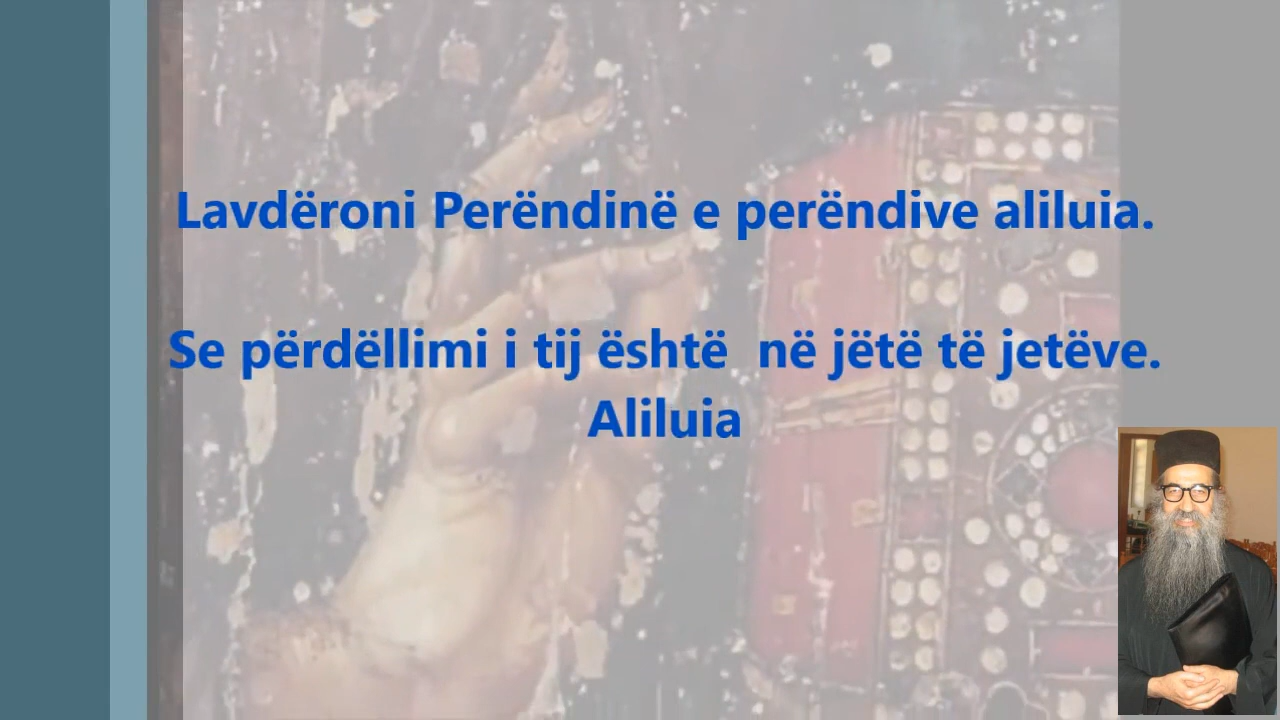 Lavdëroni Perëndinë e perëndive aliluia.
Se përdëllimi i tij është në jëtë të jetëve.
Aliluia